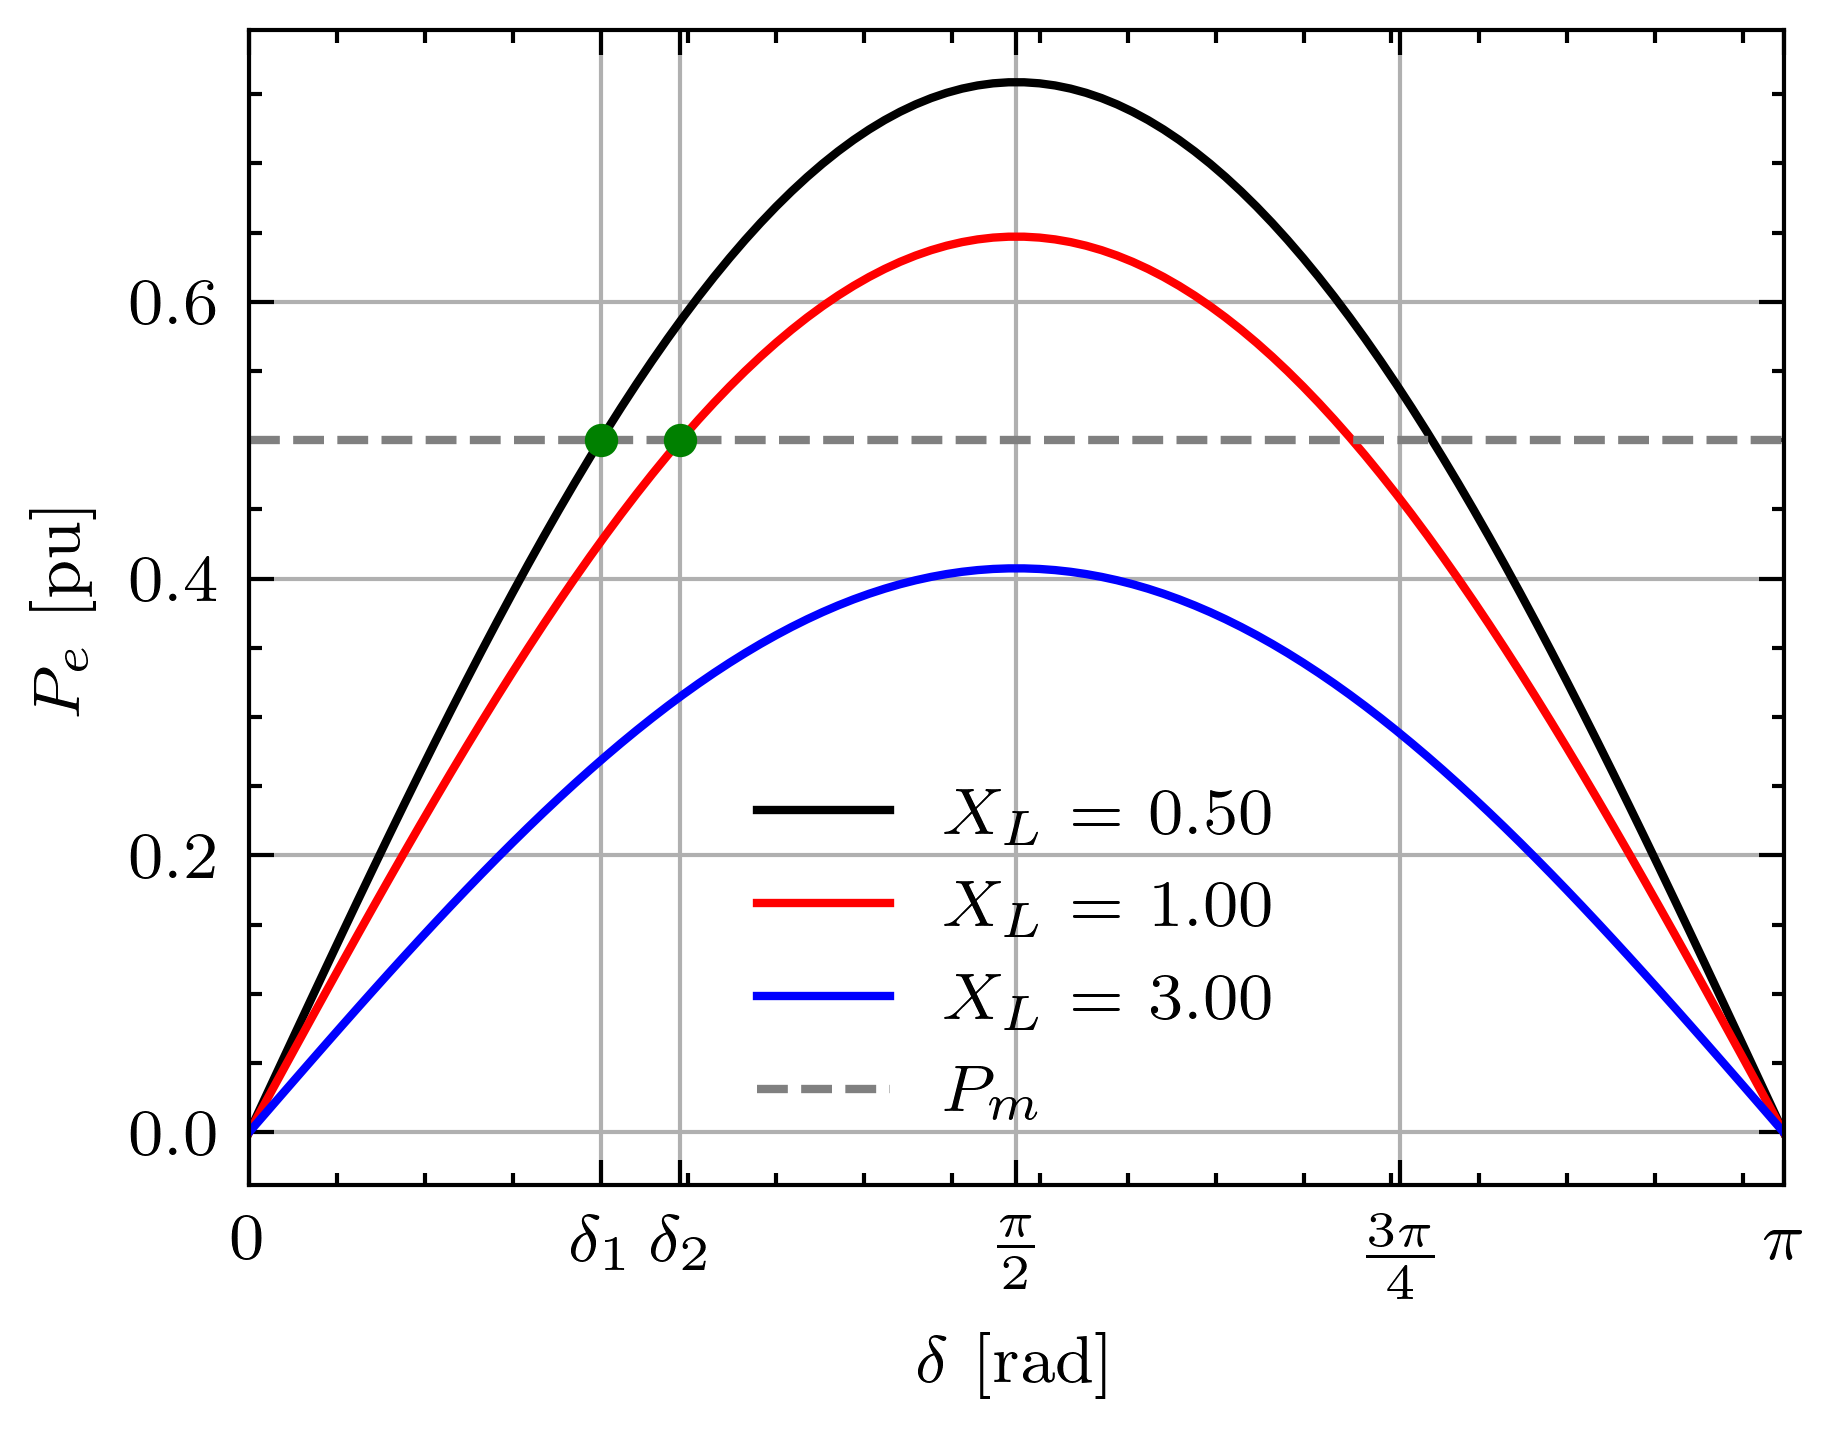 0.6
0.4
0.2
0.0
P_e [pu]
X_L = 0.50
X_L = 1.00
X_L = 3.00
P_m
0 δ_1 δ_2 π/2 3π/4 π
δ [rad]